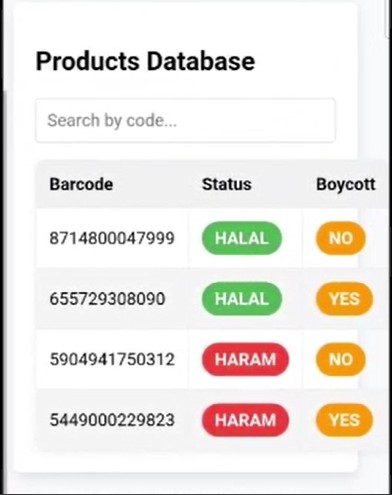 Products Database
Search by code...
Barcode Status Boycott
8714800047999 HALAL NO
655729308090 HALAL YES
5904941750312 HARAM NO
5449000229823 HARAM YES